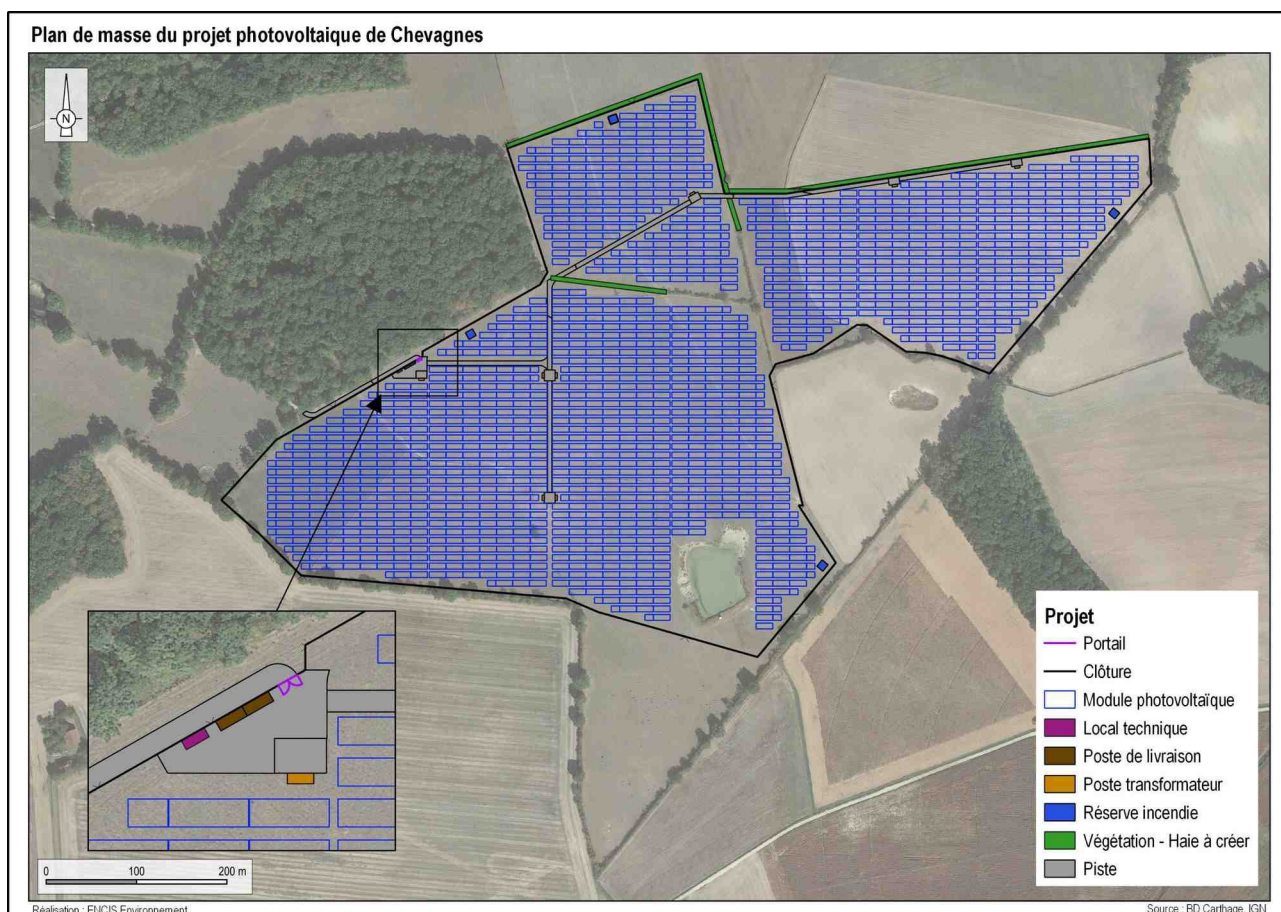 Plan de masse du projet photovoltaique de Chevagnes
N
Projet
Portail
Clôture
Module photovoltaïque
Local technique
Poste de livraison
Poste transformateur
Réserve incendie
Végétation - Haie à créer
Piste
0 100 200 m
Réalisation : ENCIS Environnement
Source : BD Carthage, IGN